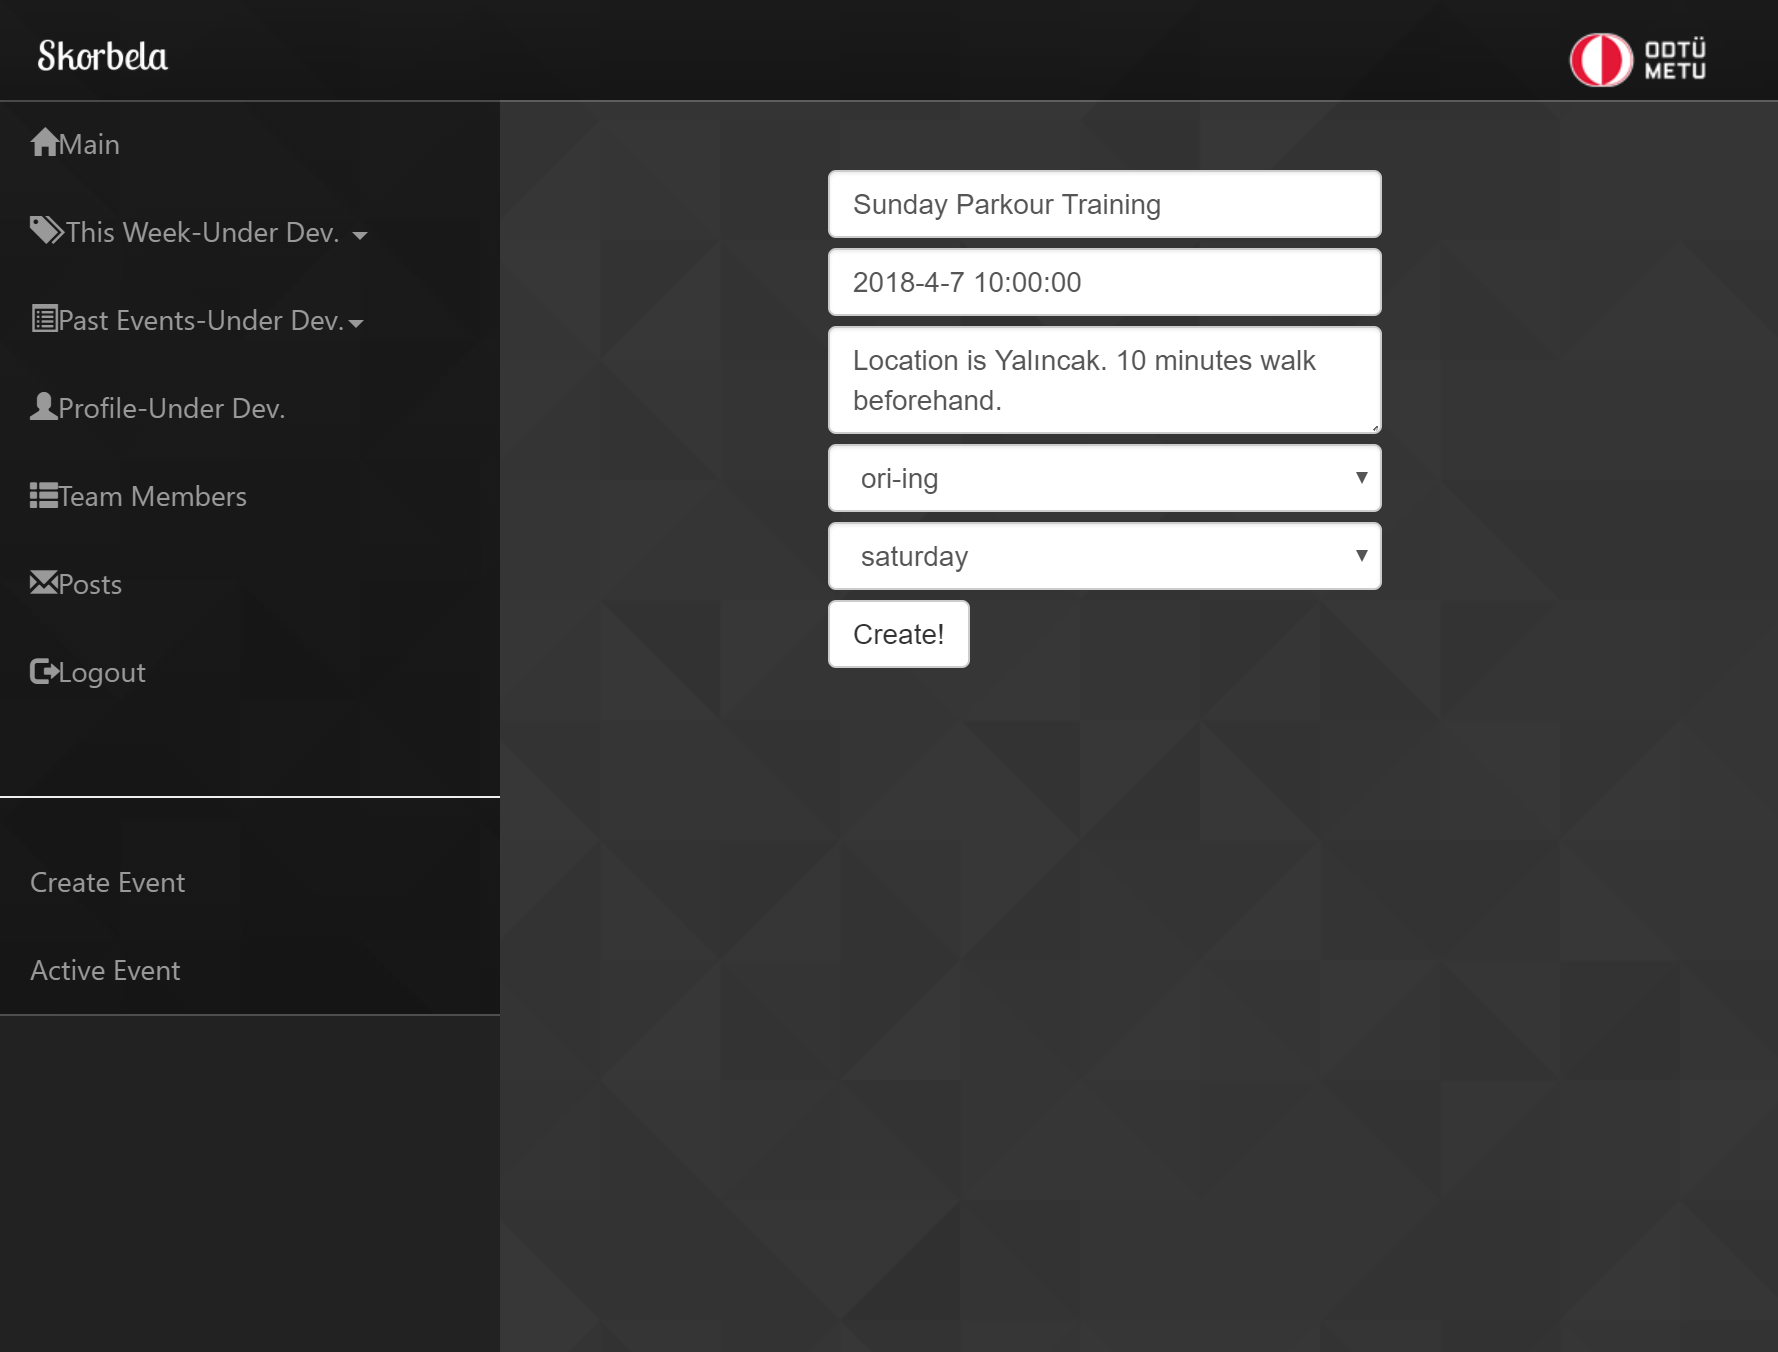 Skorbela
ODTÜ
METU
Main
This Week-Under Dev.
Past Events-Under Dev.
Profile-Under Dev.
Team Members
Posts
Logout
Create Event
Active Event
Sunday Parkour Training
2018-4-7 10:00:00
Location is Yalıncak. 10 minutes walk
beforehand.
ori-ing
saturday
Create!